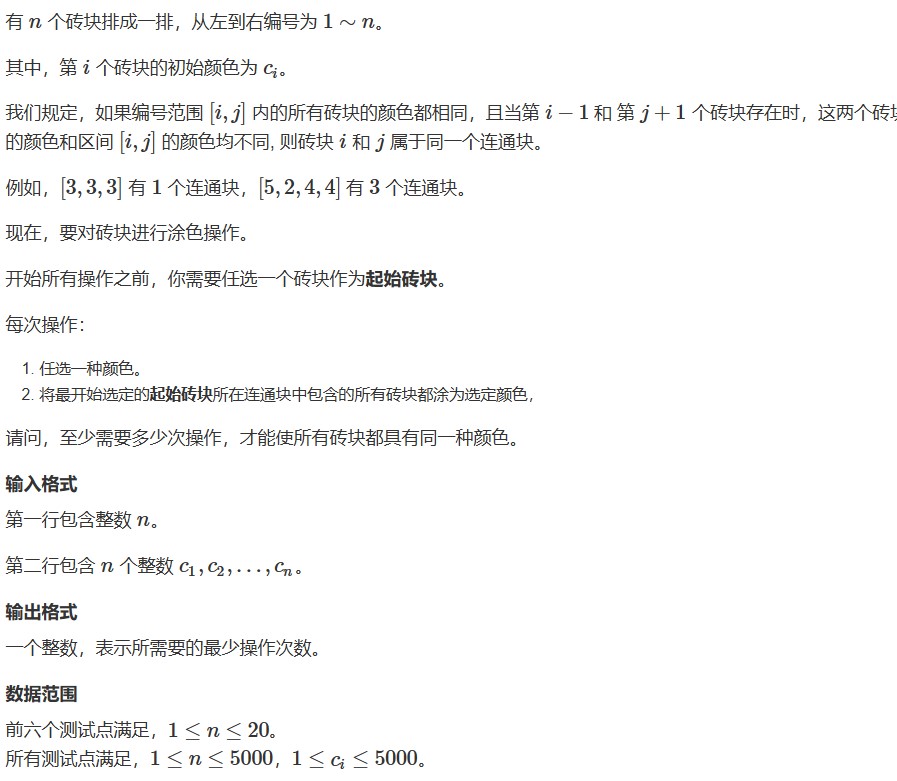 有 n 个砖块排成一排，从左到右编号为 1 ∼ n。
其中，第 i 个砖块的初始颜色为 c_i。
我们规定，如果编号范围 [i, j] 内的所有砖块的颜色都相同，且当第 i − 1 和 第 j + 1 个砖块存在时，这两个砖
的颜色和区间 [i, j] 的颜色均不同, 则砖块 i 和 j 属于同一个连通块。
例如，[3, 3, 3] 有 1 个连通块，[5, 2, 4, 4] 有 3 个连通块。
现在，要对砖块进行涂色操作。
开始所有操作之前，你需要任选一个砖块作为起始砖块。
每次操作：
1. 任选一种颜色。
2. 将最开始选定的起始砖块所在连通块中包含的所有砖块都涂为选定颜色，
请问，至少需要多少次操作，才能使所有砖块都具有同一种颜色。
输入格式
第一行包含整数 n。
第二行包含 n 个整数 c_1, c_2, . . . , c_n。
输出格式
一个整数，表示所需要的最少操作次数。
数据范围
前六个测试点满足，1 ≤ n ≤ 20。
所有测试点满足，1 ≤ n ≤ 5000，1 ≤ c_i ≤ 5000。